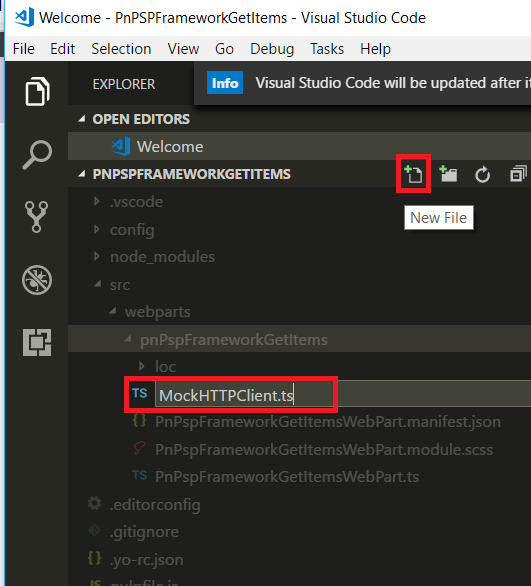 Welcome - PnPSPFrameworkGetItems - Visual Studio Code
File Edit Selection View Go Debug Tasks Help
EXPLORER
Info Visual Studio Code will be updated after it
OPEN EDITORS
Welcome
PNPSPFRAMEWORKGETITEMS
New File
.vscode
config
node_modules
src
webparts
pnPspFrameworkGetItems
loc
TS MockHTTPClient.ts
{} PnPSPFrameworkGetItemsWebPart.manifest.json
PnPSPFrameworkGetItemsWebPart.module.scss
TS PnPSPFrameworkGetItemsWebPart.ts
.editorconfig
.gitignore
{} .yo-rc.json
gulpfile.js